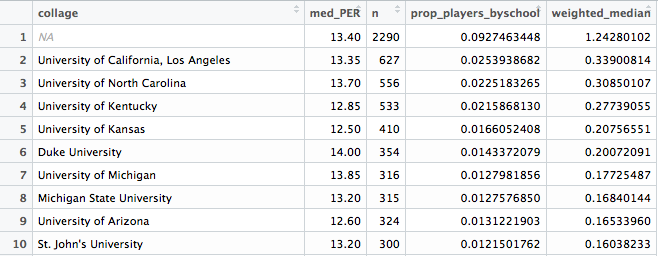 collage med_PER n prop_players_byschool weighted_median
1 NA 13.40 2290 0.0927463448 1.24280102
2 University of California, Los Angeles 13.35 627 0.0253938682 0.33900814
3 University of North Carolina 13.70 556 0.0225183265 0.30850107
4 University of Kentucky 12.85 533 0.0215868130 0.27739055
5 University of Kansas 12.50 410 0.0166052408 0.20756551
6 Duke University 14.00 354 0.0143372079 0.20072091
7 University of Michigan 13.85 316 0.0127981856 0.17725487
8 Michigan State University 13.20 315 0.0127576850 0.16840144
9 University of Arizona 12.60 324 0.0131221903 0.16533960
10 St. John's University 13.20 300 0.0121501762 0.16038233